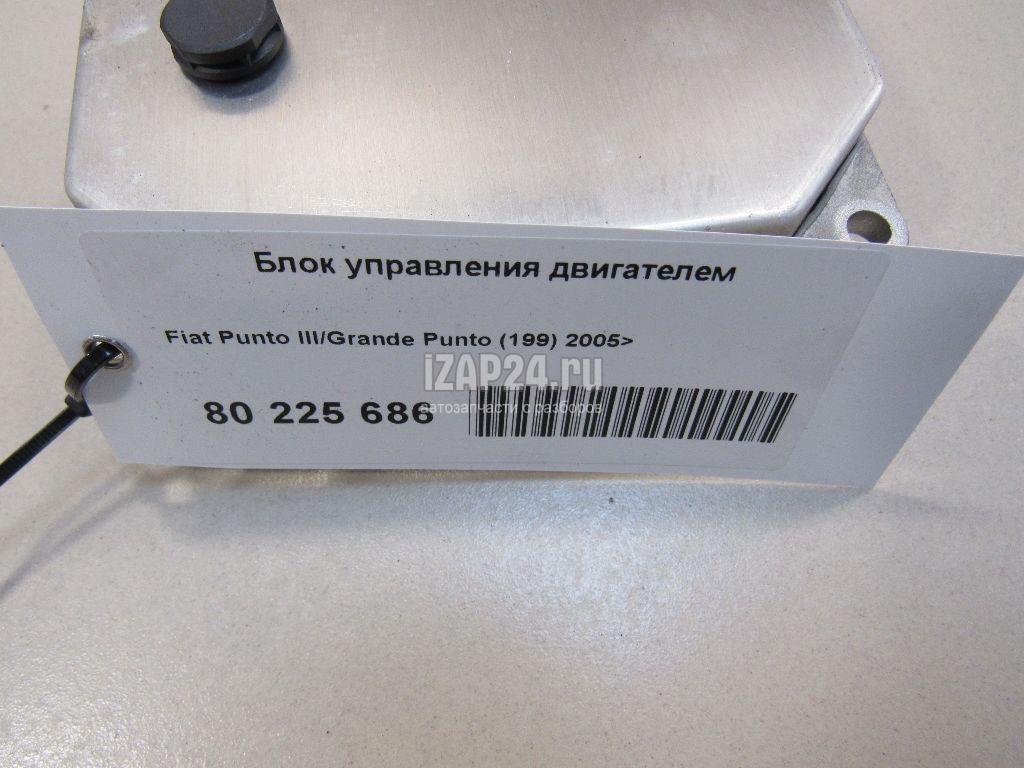 Блок управления двигателем
Fiat Punto III/Grande Punto (199) 2005>
iZAP24.ru
80 225 686
автозапчасти с разборов